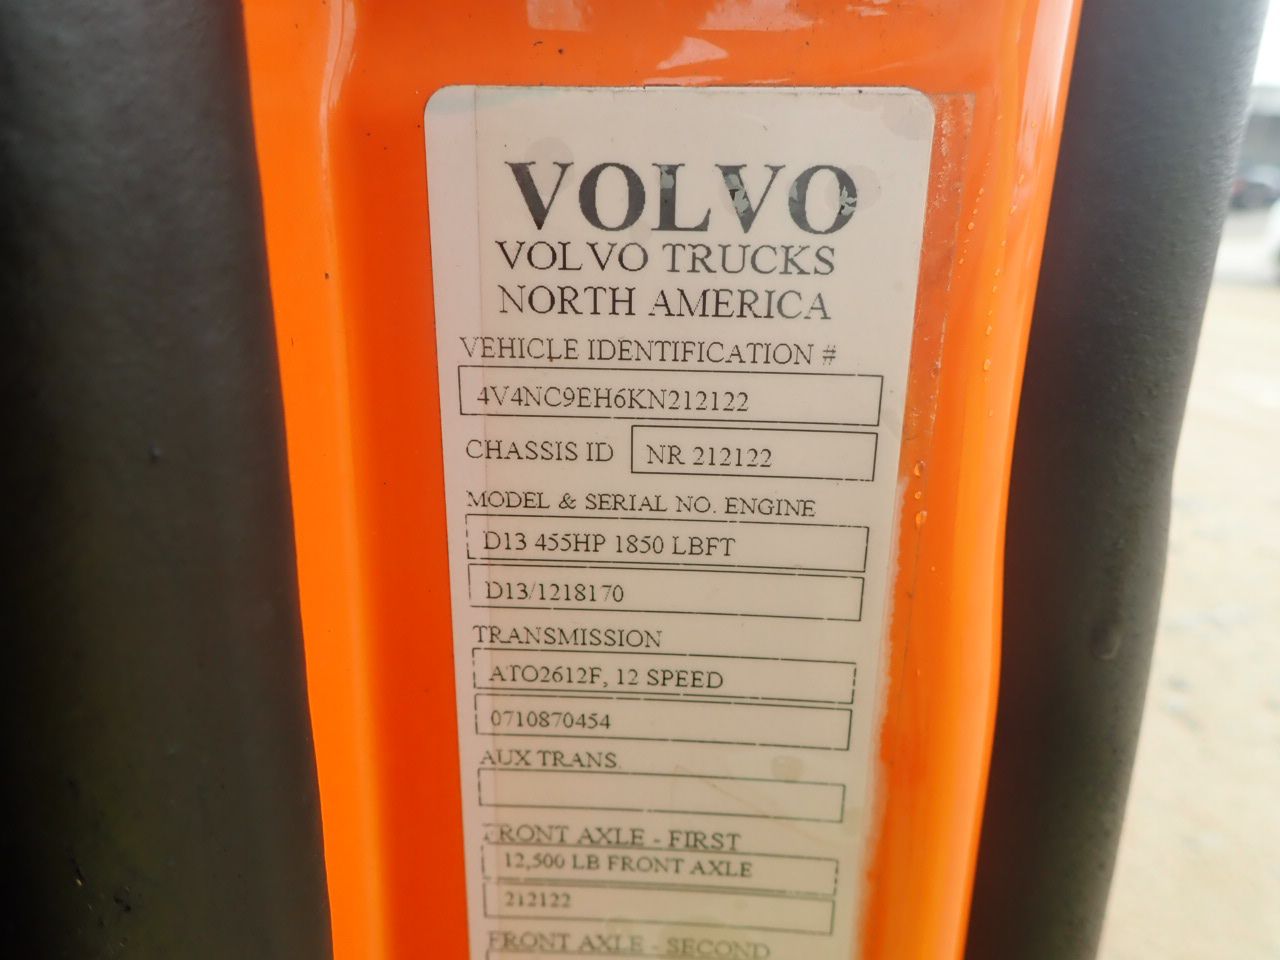 VOLVO
VOLVO TRUCKS
NORTH AMERICA
VEHICLE IDENTIFICATION #
4V4NC9EH6KN212122
CHASSIS ID NR 212122
MODEL & SERIAL NO. ENGINE
D13 455HP 1850 LBFT
D13/1218170
TRANSMISSION
ATO2612F, 12 SPEED
0710870454
AUX TRANS.
FRONT AXLE - FIRST
12,500 LB FRONT AXLE
212122
FRONT AXLE - SECOND